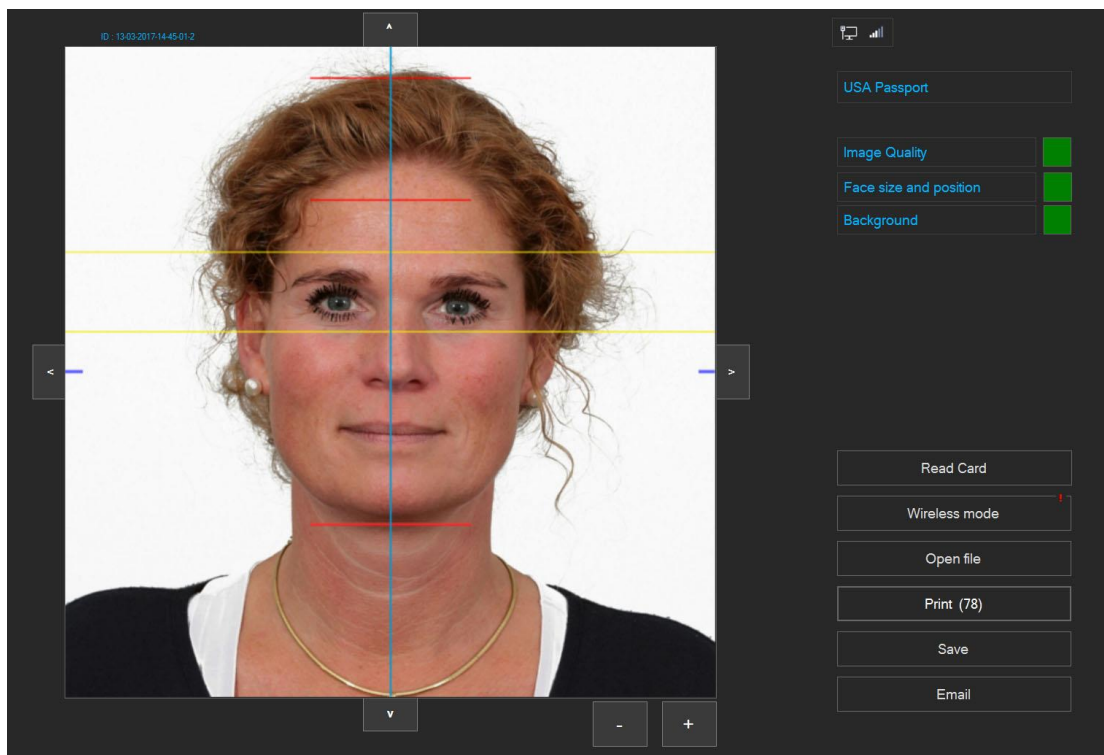 ID : 13-03-2017-14-45-01-2
^
USA Passport
Image Quality
Face size and position
Background
<
>
Read Card
Wireless mode
!
Open file
Print (78)
Save
Email
v
-
+